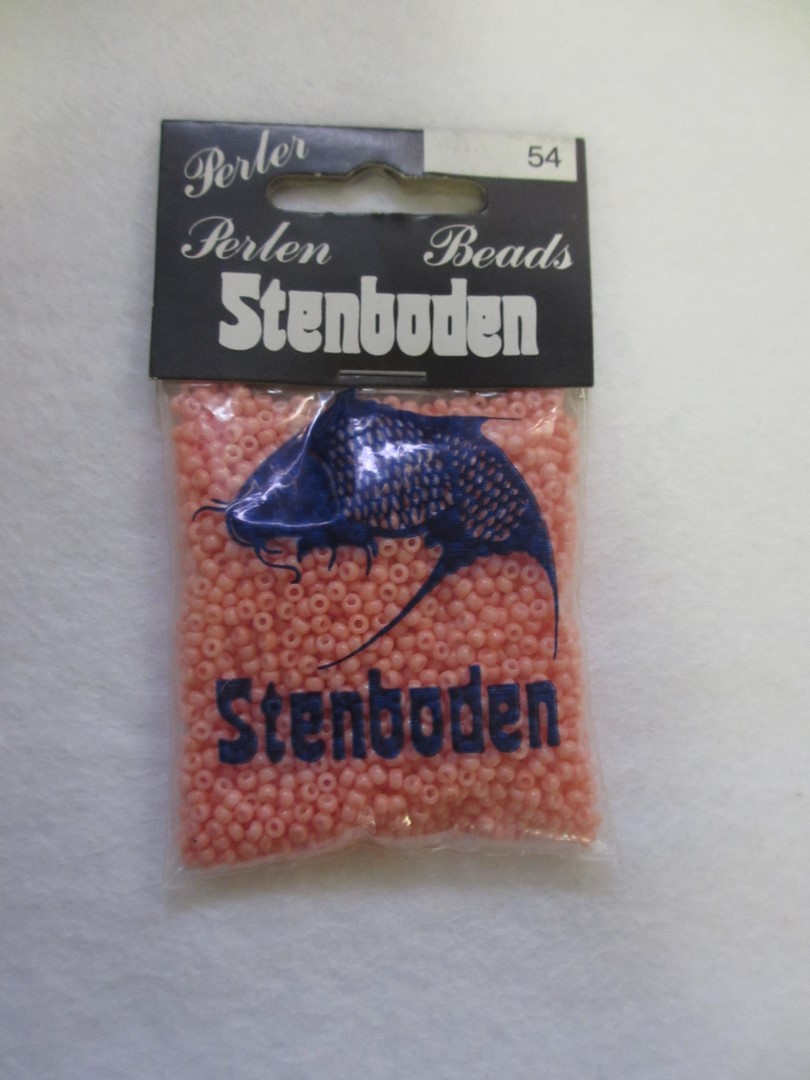 Perler
54
Perlen Beads
Stenboden
Stenboden